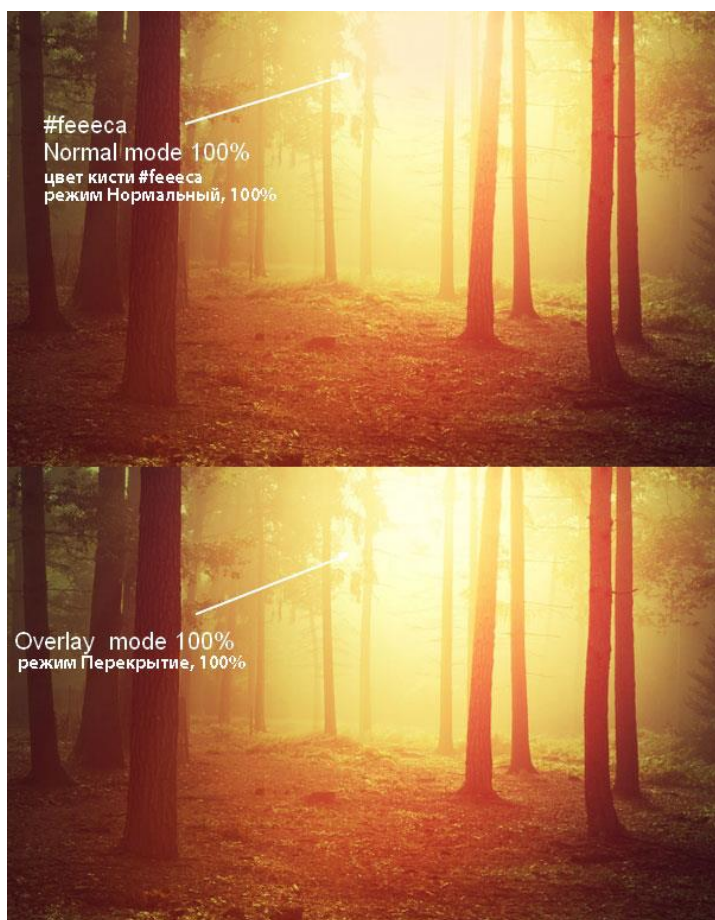 #feeeca
Normal mode 100%
цвет кисти #feeeca
режим Нормальный, 100%
Overlay mode 100%
режим Перекрытие, 100%